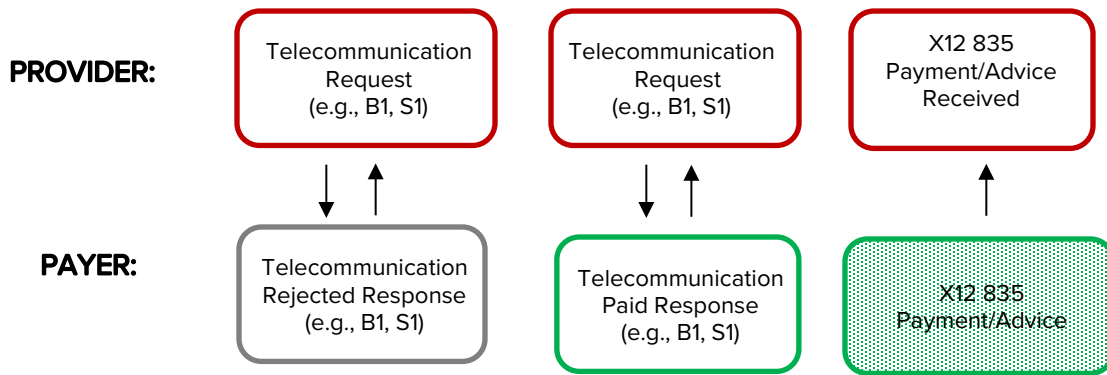 PROVIDER:
Telecommunication
Request
(e.g., B1, S1)
Telecommunication
Request
(e.g., B1, S1)
X12 835
Payment/Advice
Received
PAYER:
Telecommunication
Rejected Response
(e.g., B1, S1)
Telecommunication
Paid Response
(e.g., B1, S1)
X12 835
Payment/Advice